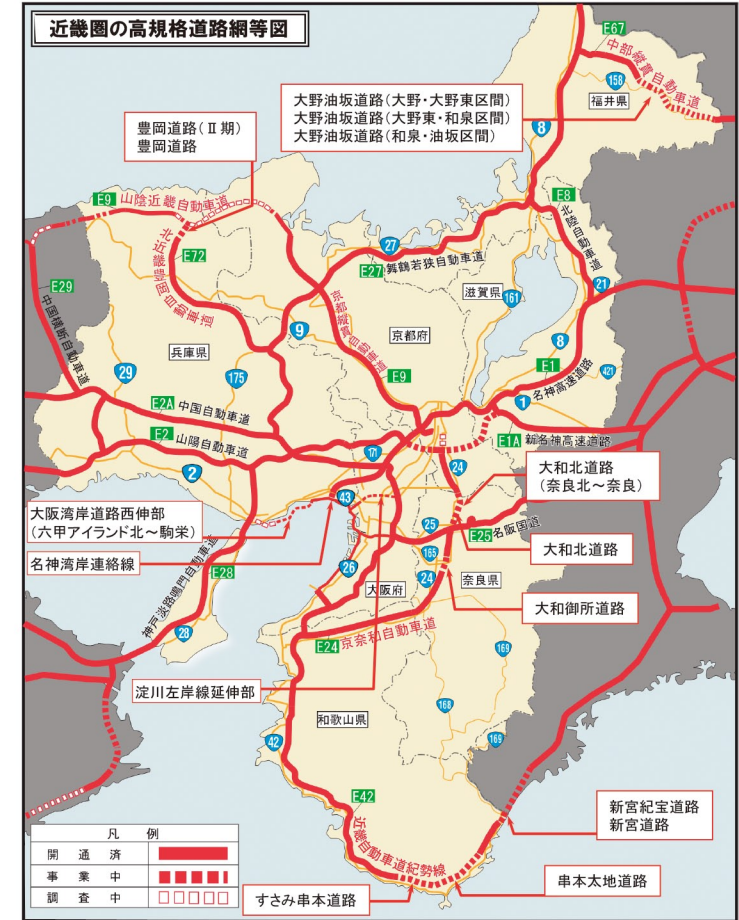 近畿圏の高規格道路網等図
E67
中部縦貫自動車道
158
福井県
大野油坂道路(大野・大野東区間)
大野油坂道路(大野東・和泉区間)
大野油坂道路(和泉・油坂区間)
8
豊岡道路(Ⅱ期)
豊岡道路
E9
山陰近畿自動車道
E8
北陸自動車道
北近畿豊岡自動車道
E72
27
E27
舞鶴若狭自動車道
E29
中国横断自動車道
滋賀県
161
21
京都縦貫自動車道
9
京都府
8
兵庫県
29
175
E9
E1
名神高速道路
421
1
E2A
中国自動車道
E2
山陽自動車道
E1A
新名神高速道路
171
24
2
大和北道路
(奈良北~奈良)
43
大阪湾岸道路西伸部
(六甲アイランド北~駒栄)
25
E25
名阪国道
大和北道路
名神湾岸連絡線
165
26
E28
神戸淡路鳴門自動車道
大阪府
24
奈良県
大和御所道路
28
E24
京奈和自動車道
169
淀川左岸線延伸部
168
和歌山県
42
169
E42
近畿自動車道紀勢線
新宮紀宝道路
新宮道路
凡 例
開通済
事業中
調査中
串本太地道路
すさみ串本道路